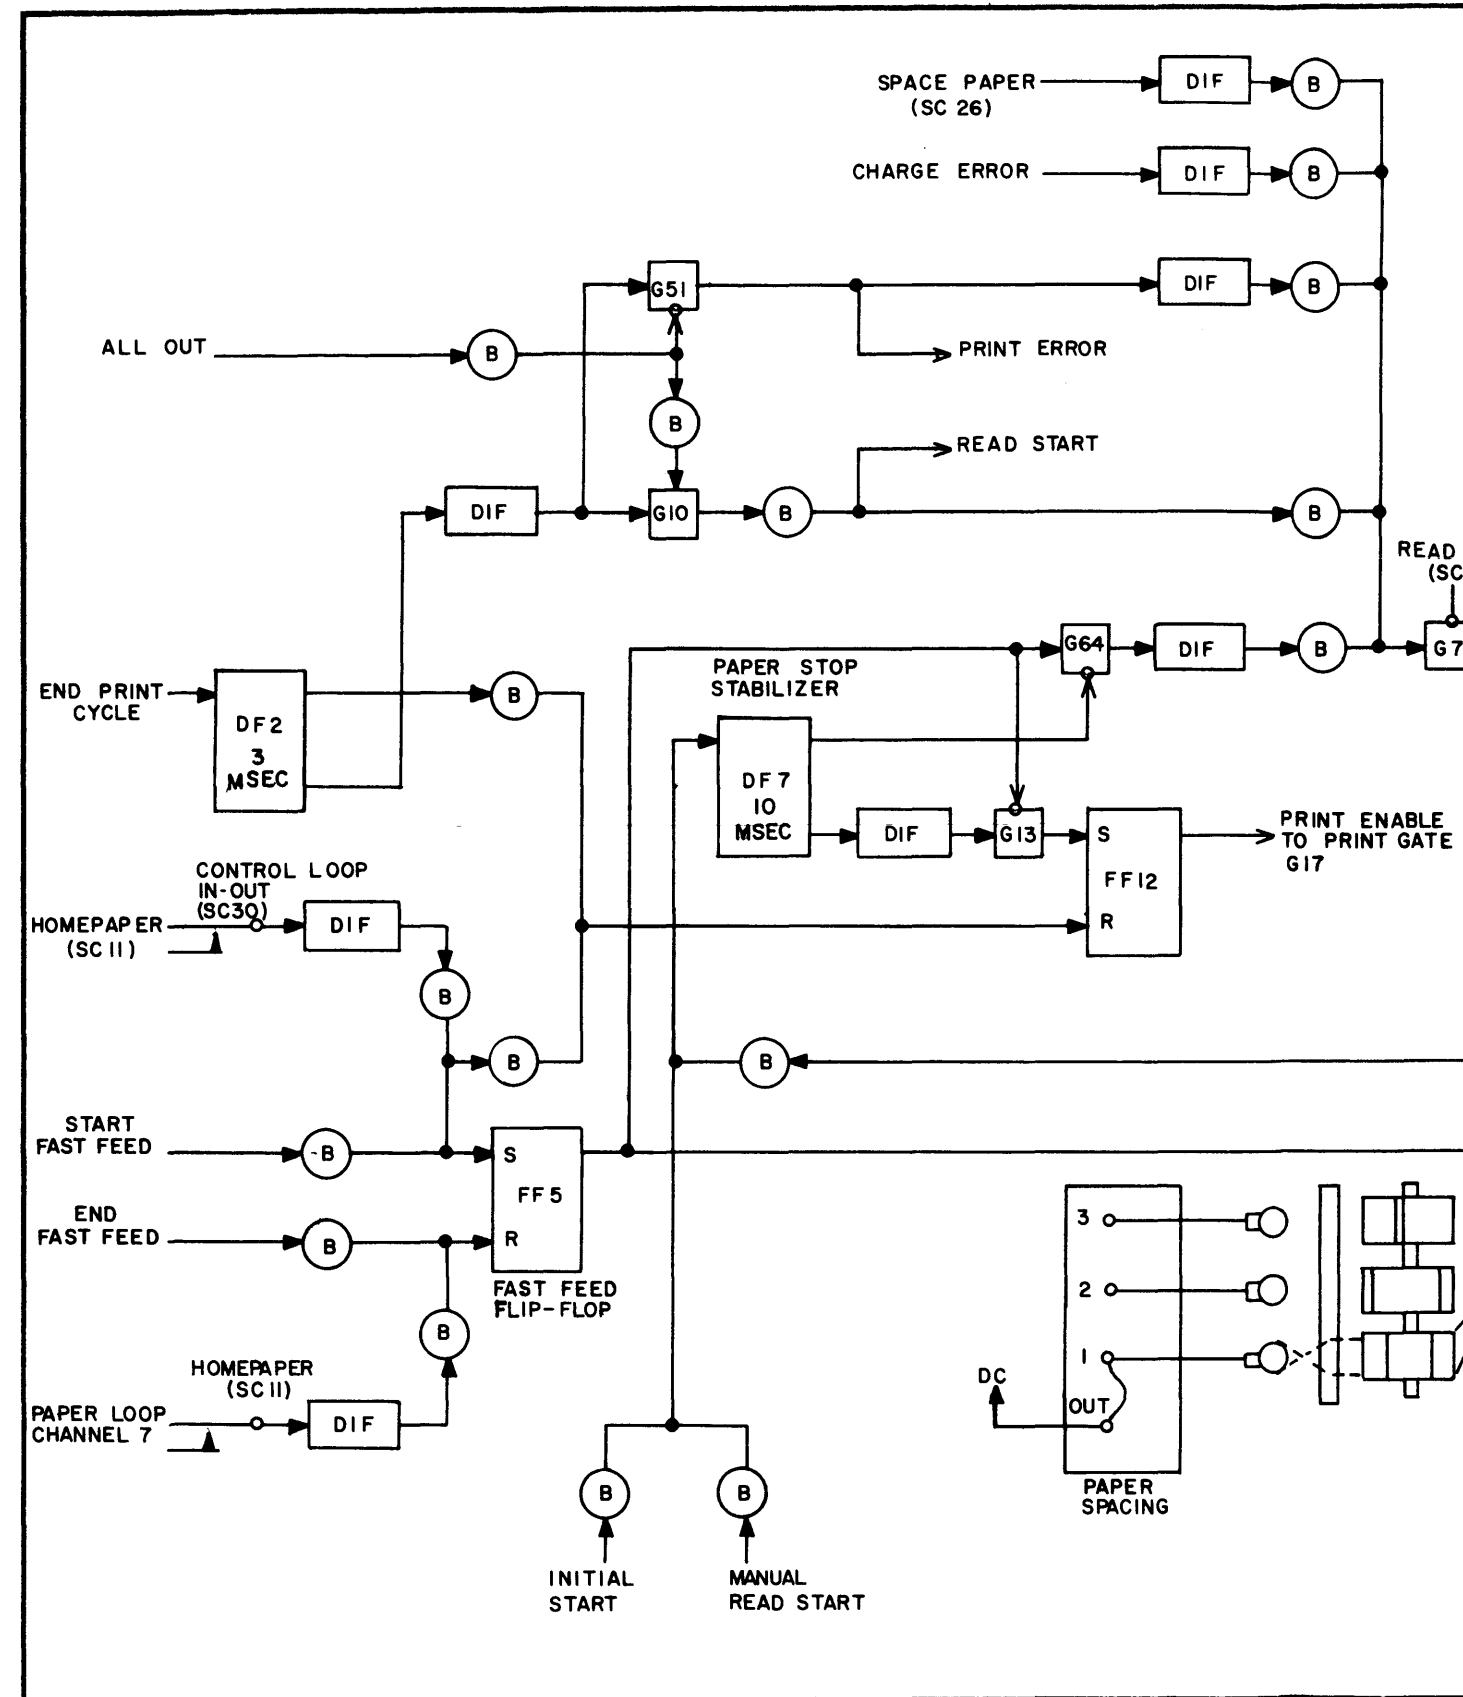 SPACE PAPER
(SC 26)
DIF
B
CHARGE ERROR
DIF
B
G51
DIF
B
ALL OUT
B
PRINT ERROR
B
READ START
DIF
G10
B
B
READ
(SC
G7
G64
DIF
B
PAPER STOP
STABILIZER
END PRINT
CYCLE
DF2
3
MSEC
B
DF7
10
MSEC
DIF
G13
S
FF12
R
PRINT ENABLE
TO PRINT GATE
G17
CONTROL LOOP
IN-OUT
(SC30)
HOMEPAPER
(SC11)
DIF
B
B
B
START
FAST FEED
B
S
FF5
R
END
FAST FEED
B
FAST FEED
FLIP-FLOP
B
HOMEPAPER
(SC11)
PAPER LOOP
CHANNEL 7
DIF
3
2
1
OUT
DC
PAPER
SPACING
B
B
INITIAL
START
MANUAL
READ START